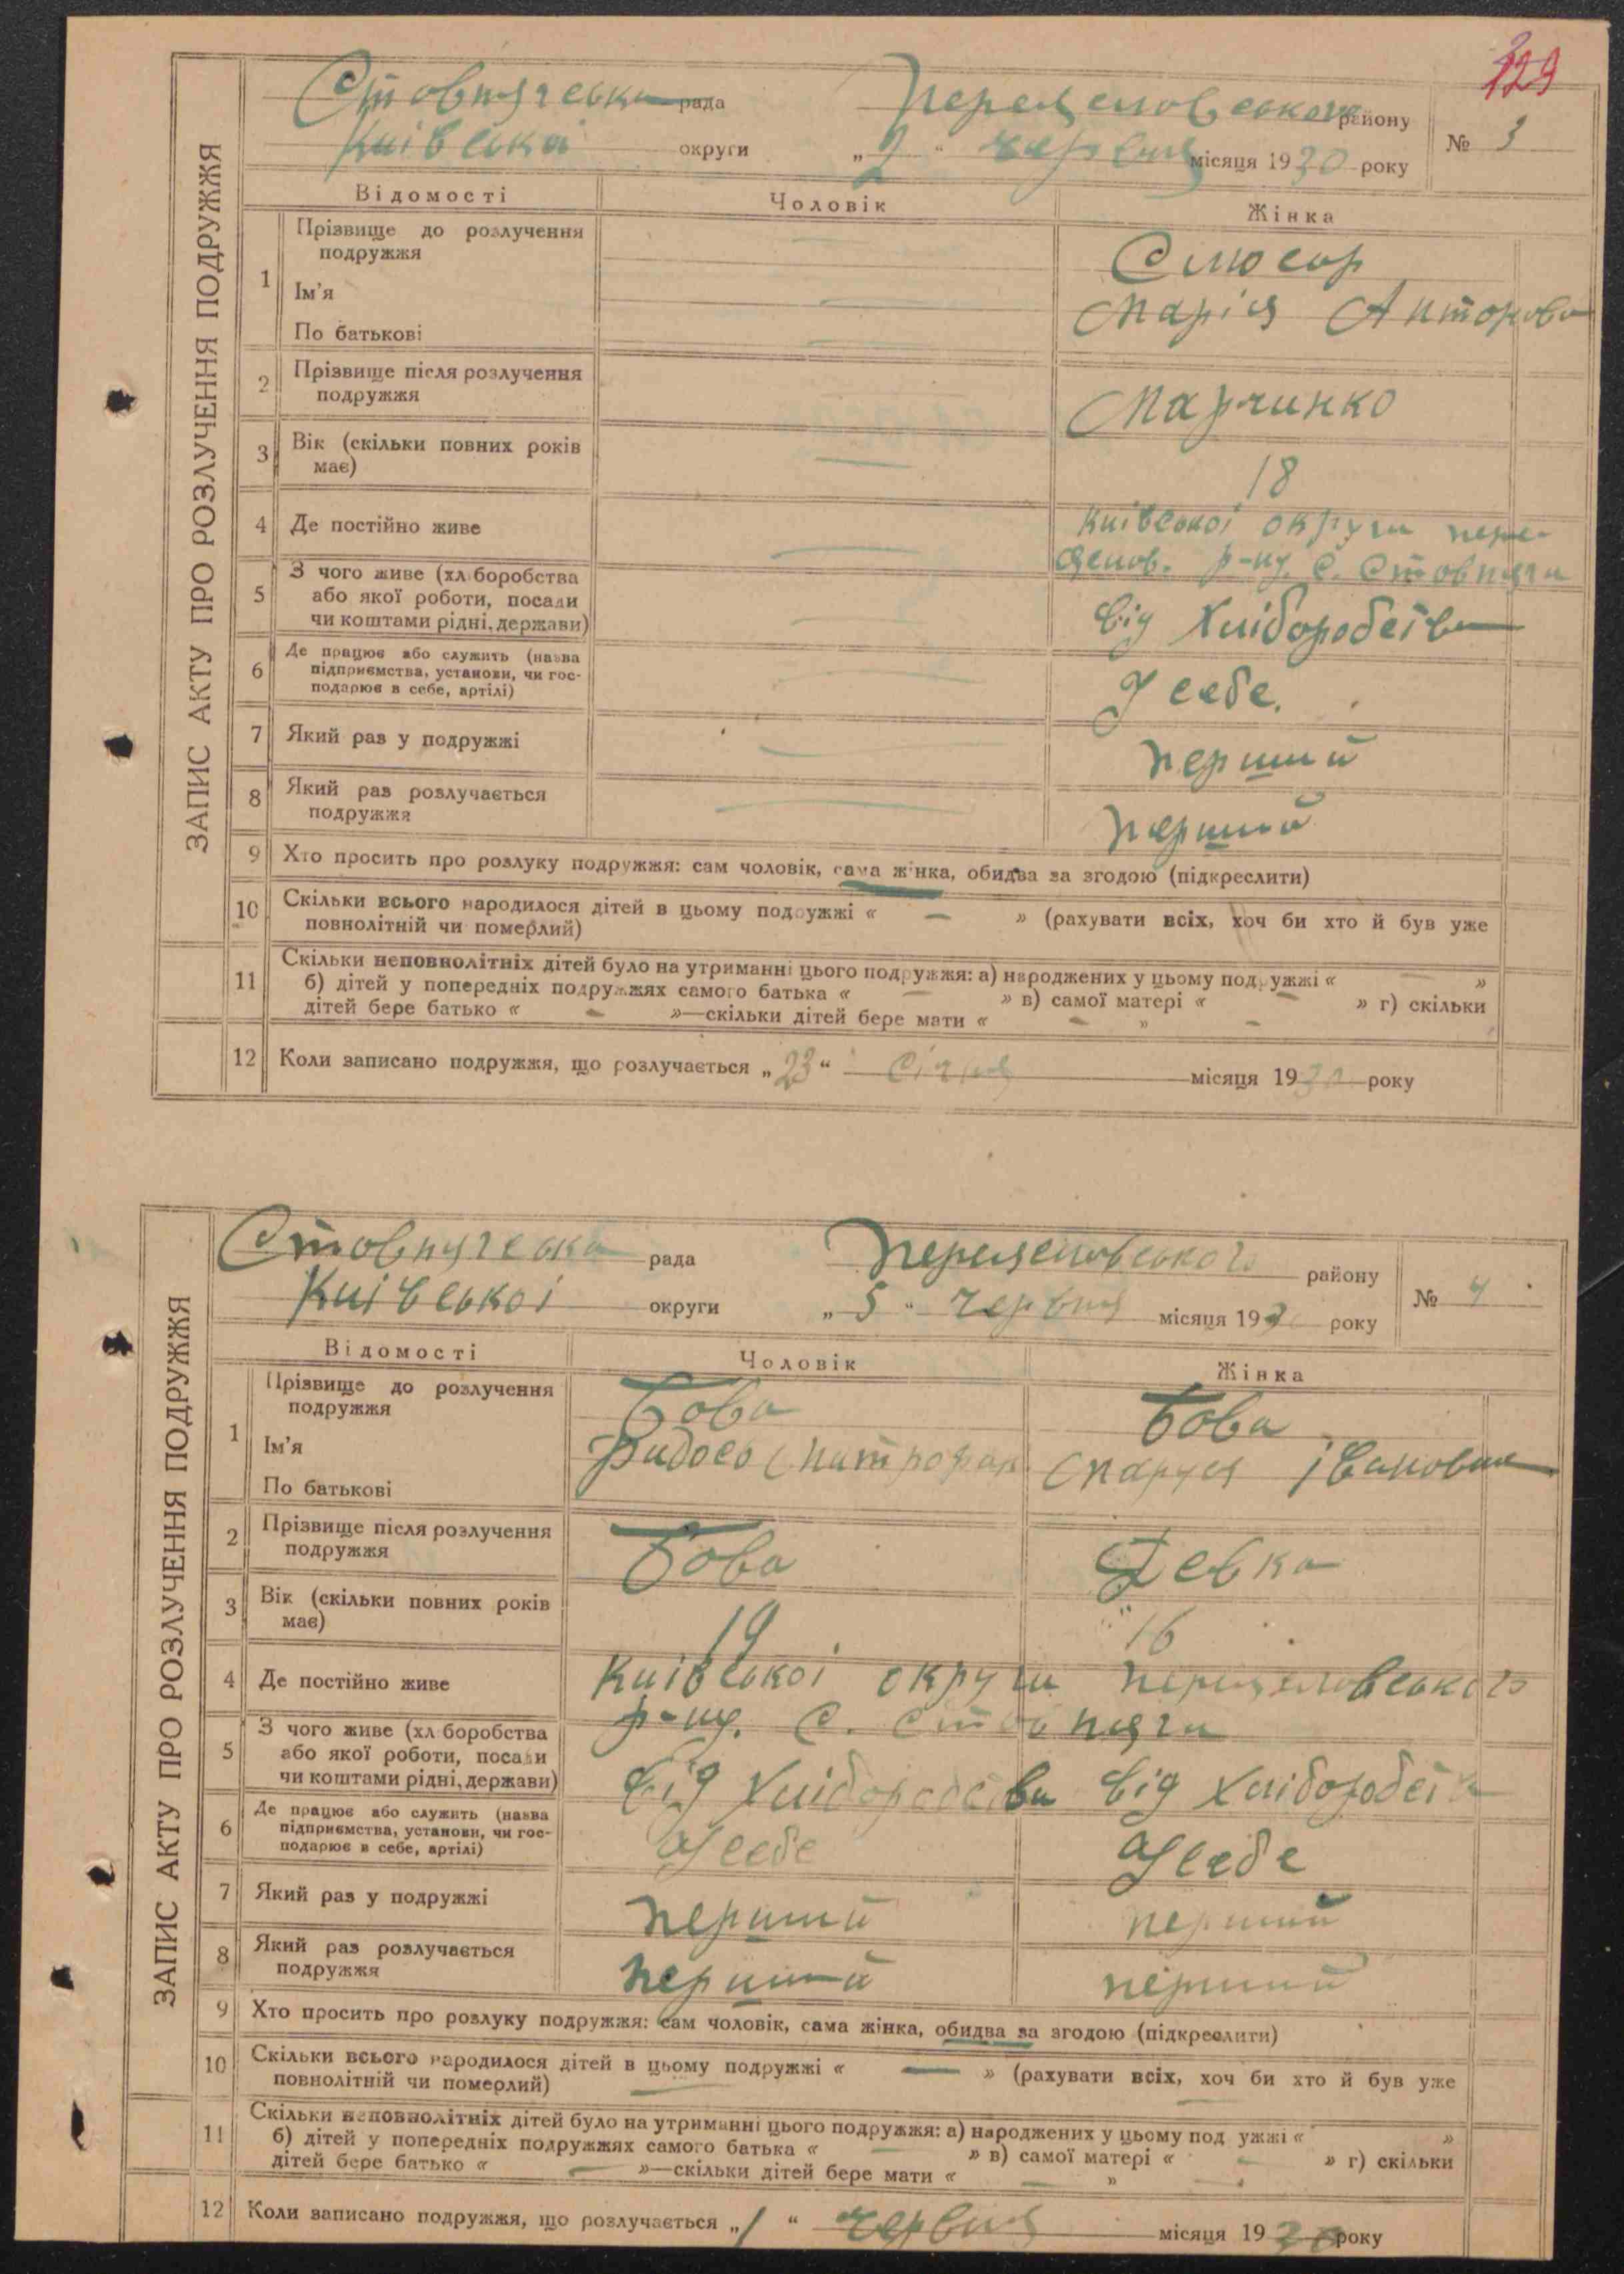 129
ЗАПИС АКТУ ПРО РОЗЛУЧЕННЯ ПОДРУЖЖЯ
Стовпягська рада
района району
Київська округи „2“ червня місяця 1930 року
№ 3
Відомості Чоловік Жінка
1 Прізвище до розлучення подружжя — Слюсар
Ім'я — Марія Антонова
По батькові —
2 Прізвище після розлучення подружжя Марчинко
3 Вік (скільки повних років має) — 18
4 Де постійно живе — Київської округи пере-
р-ну. С. Стовпяги
5 З чого живе (хліборобства або якої роботи, посади чи коштами рідні, держави) — від Хліборобства
6 Де працює або служить (назва підприємства, установи, чи господарює в себе, артілі) — У себе.
7 Який раз у подружжі — перший
8 Який раз розлучається подружжя — перший
9 Хто просить про розлуку подружжя: сам чоловік, сама жінка, обидва за згодою (підкреслити)
10 Скільки всього народилося дітей в цьому подружжі « — » (рахувати всіх, хоч би хто й був уже
повнолітній чи померлий)
11 Скільки неповнолітніх дітей було на утриманні цього подружжя: а) народжених у цьому подружжі « »
б) дітей у попередніх подружжях самого батька « — » в) самої матері « — » г) скільки
дітей бере батько « - »—скільки дітей бере мати « - » -
12 Коли записано подружжя, що розлучається „23“ Січня місяця 1930 року
ЗАПИС АКТУ ПРО РОЗЛУЧЕННЯ ПОДРУЖЖЯ
Стовпягська рада
району
Київської округи „5“ червня місяця 1930 року
№ 4
Відомості Чоловік Жінка
1 Прізвище до розлучення подружжя Бова Бова
Ім'я Маруся Івановна
По батькові
2 Прізвище після розлучення подружжя Бова Девка
3 Вік (скільки повних років має) 19 16
4 Де постійно живе Київської округи
р-ну. С. Стовпяги
5 З чого живе (хліборобства або якої роботи, посади чи коштами рідні, держави) від Хліборобства від Хліборобства
6 Де працює або служить (назва підприємства, установи, чи господарює в себе, артілі) У себе У себе
7 Який раз у подружжі перший перший
8 Який раз розлучається подружжя перший перший
9 Хто просить про розлуку подружжя: сам чоловік, сама жінка, обидва за згодою (підкреслити)
10 Скільки всього народилося дітей в цьому подружжі « — » (рахувати всіх, хоч би хто й був уже
повнолітній чи померлий)
11 Скільки неповнолітніх дітей було на утриманні цього подружжя: а) народжених у цьому подружжі « »
б) дітей у попередніх подружжях самого батька « — » в) самої матері « - » г) скільки
дітей бере батько « — »—скільки дітей бере мати « — » -
12 Коли записано подружжя, що розлучається „1“ червня місяця 1930 року